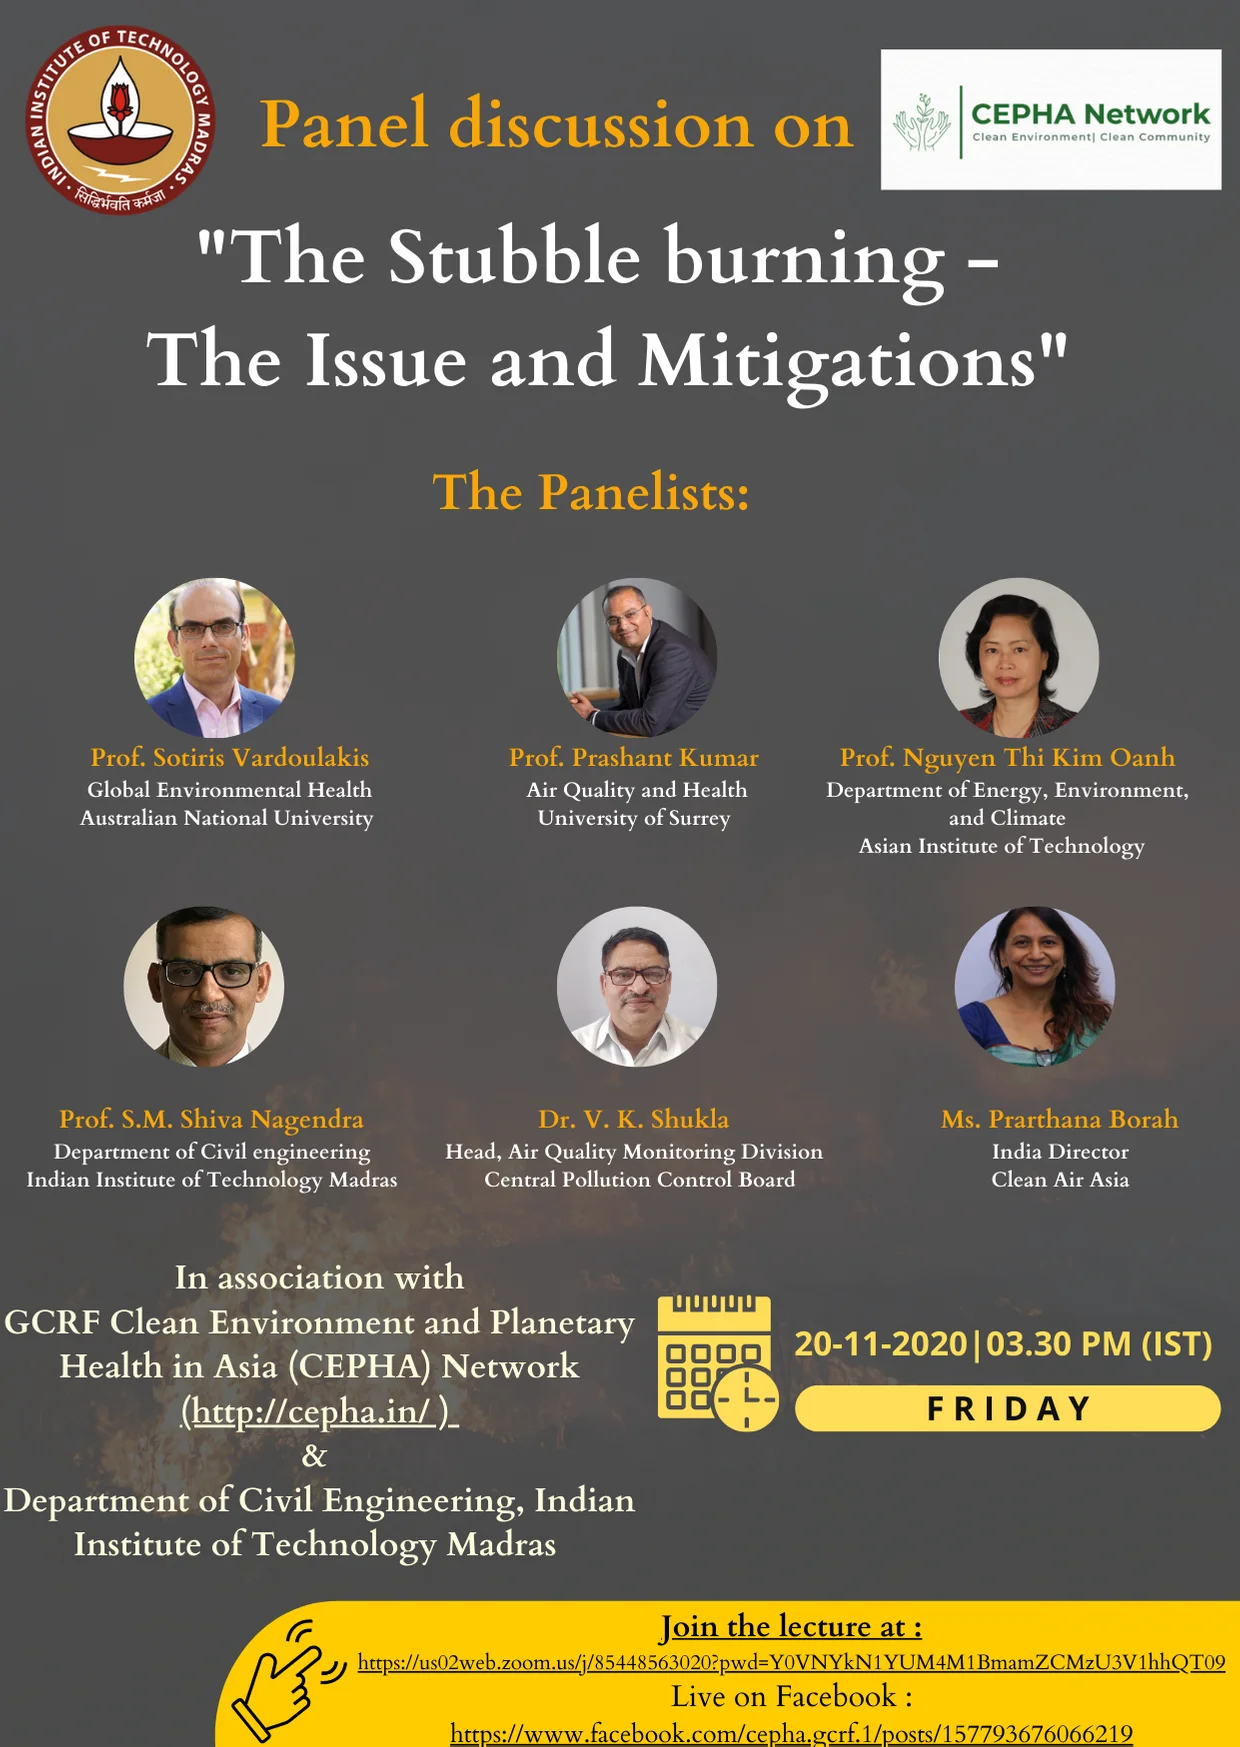 INDIAN INSTITUTE OF TECHNOLOGY MADRAS
सिद्धिर्भवति कर्मजा
Panel discussion on
CEPHA Network
Clean Environment| Clean Community
"The Stubble burning -
The Issue and Mitigations"
The Panelists:
Prof. Sotiris Vardoulakis
Global Environmental Health
Australian National University
Prof. Prashant Kumar
Air Quality and Health
University of Surrey
Prof. Nguyen Thi Kim Oanh
Department of Energy, Environment,
and Climate
Asian Institute of Technology
Prof. S.M. Shiva Nagendra
Department of Civil engineering
Indian Institute of Technology Madras
Dr. V. K. Shukla
Head, Air Quality Monitoring Division
Central Pollution Control Board
Ms. Prarthana Borah
India Director
Clean Air Asia
In association with
GCRF Clean Environment and Planetary
Health in Asia (CEPHA) Network
(http://cepha.in/ )
&
Department of Civil Engineering, Indian
Institute of Technology Madras
20-11-2020|03.30 PM (IST)
FRIDAY
Join the lecture at :
https://us02web.zoom.us/j/85448563020?pwd=Y0VNYkN1YUM4M1BmamZCMzU3V1hhQT09
Live on Facebook :
https://www.facebook.com/cepha.gcrf.1/posts/157793676066219